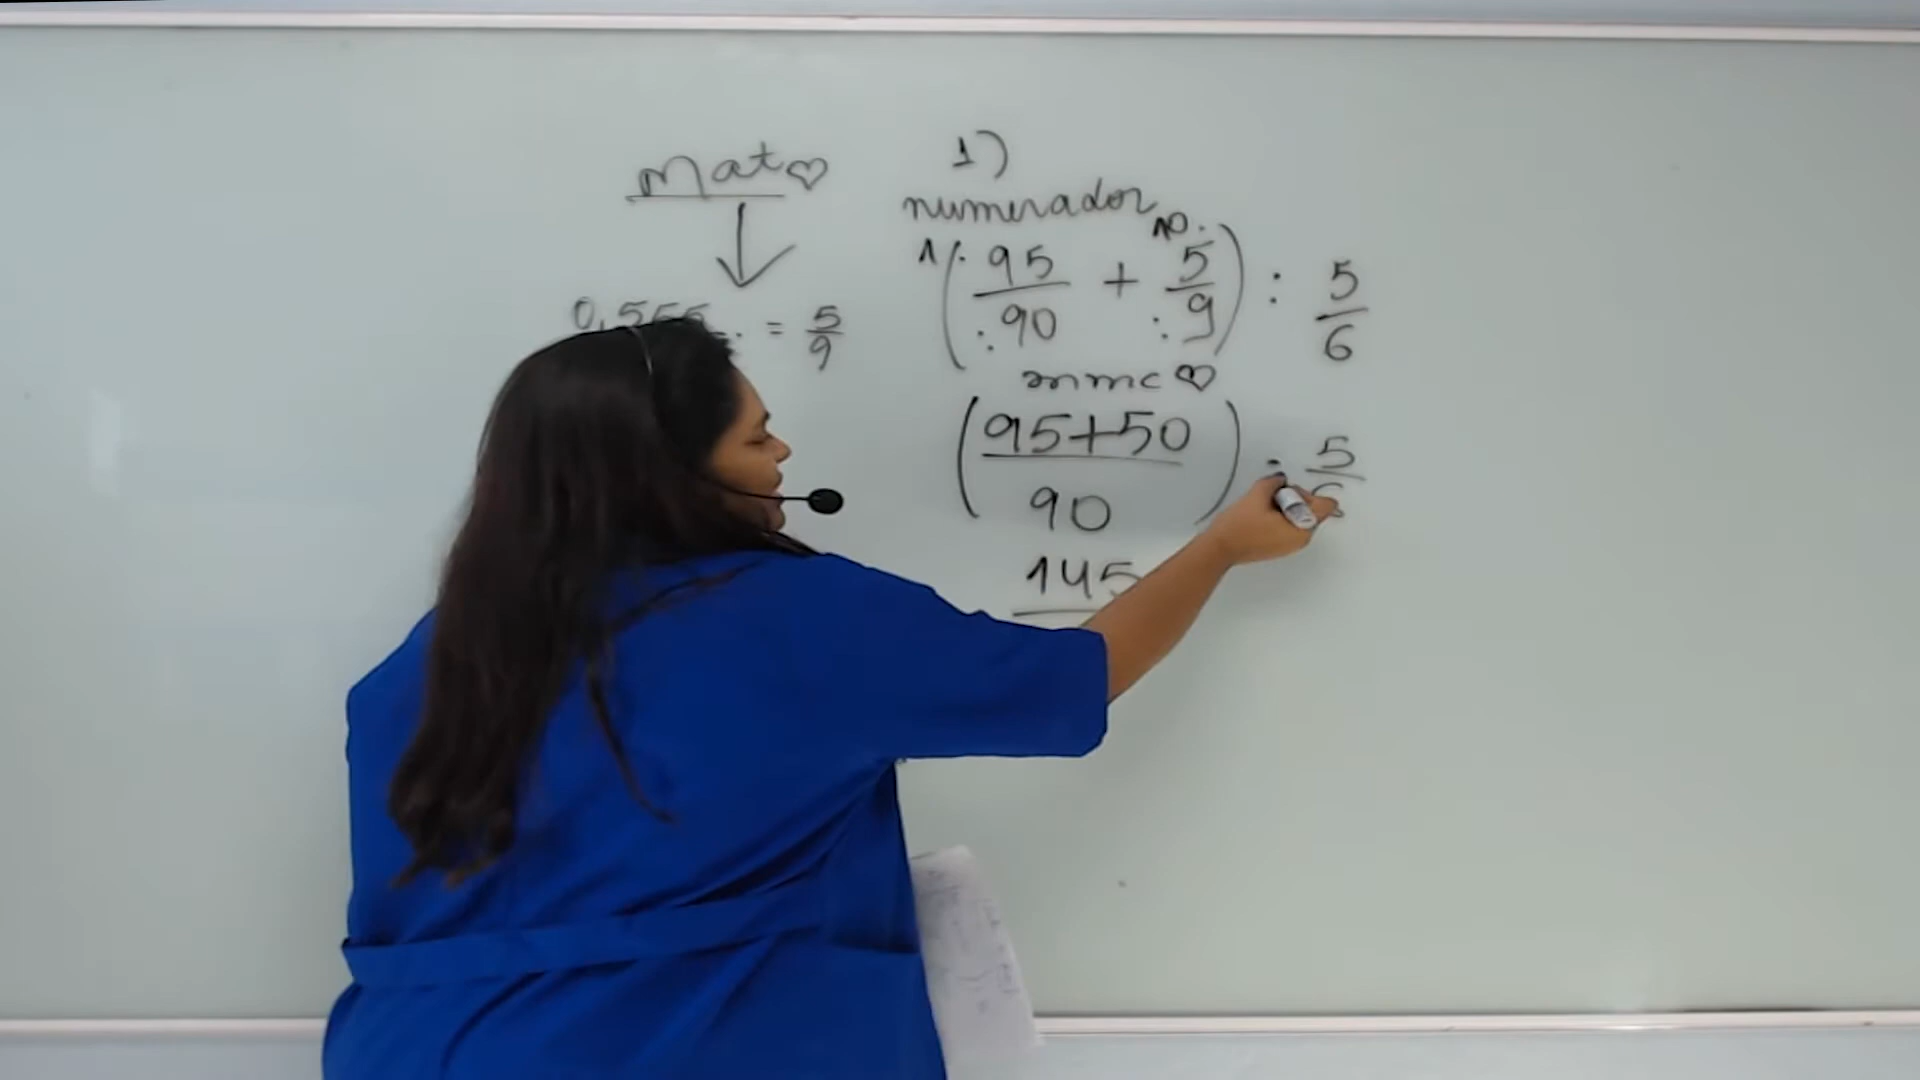 Mat♡
0,555... = 5/9
1)
numerador
1· 10·
(95/90 + 5/9) : 5/6
: :
mmc♡
(95+50/90) : 5/6
145